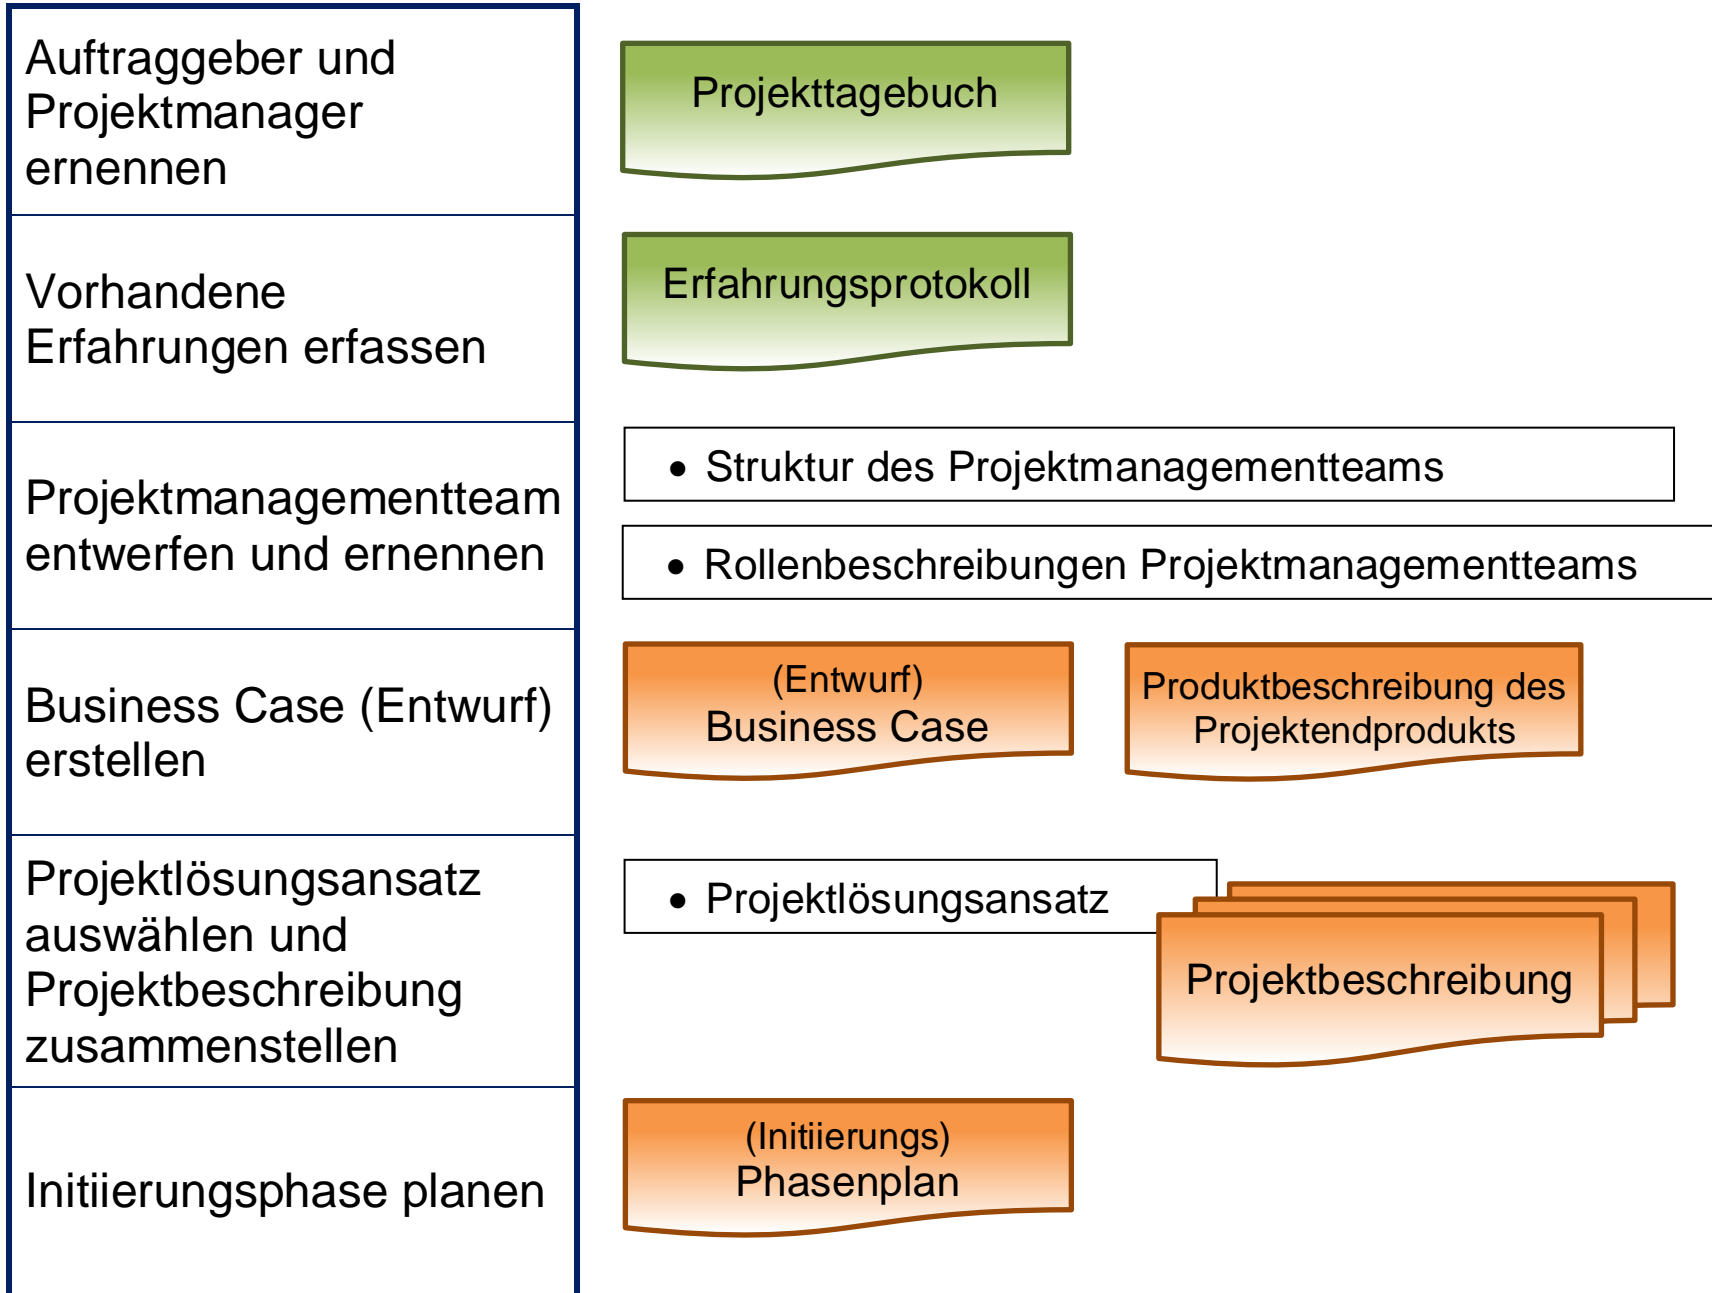 Auftraggeber und
Projektmanager
ernennen
Projekttagebuch
Vorhandene
Erfahrungen erfassen
Erfahrungsprotokoll
Projektmanagementteam
entwerfen und ernennen
• Struktur des Projektmanagementteams
• Rollenbeschreibungen Projektmanagementteams
Business Case (Entwurf)
erstellen
(Entwurf)
Business Case
Produktbeschreibung des
Projektendprodukts
Projektlösungsansatz
auswählen und
Projektbeschreibung
zusammenstellen
• Projektlösungsansatz
Projektbeschreibung
Initiierungsphase planen
(Initiierungs)
Phasenplan